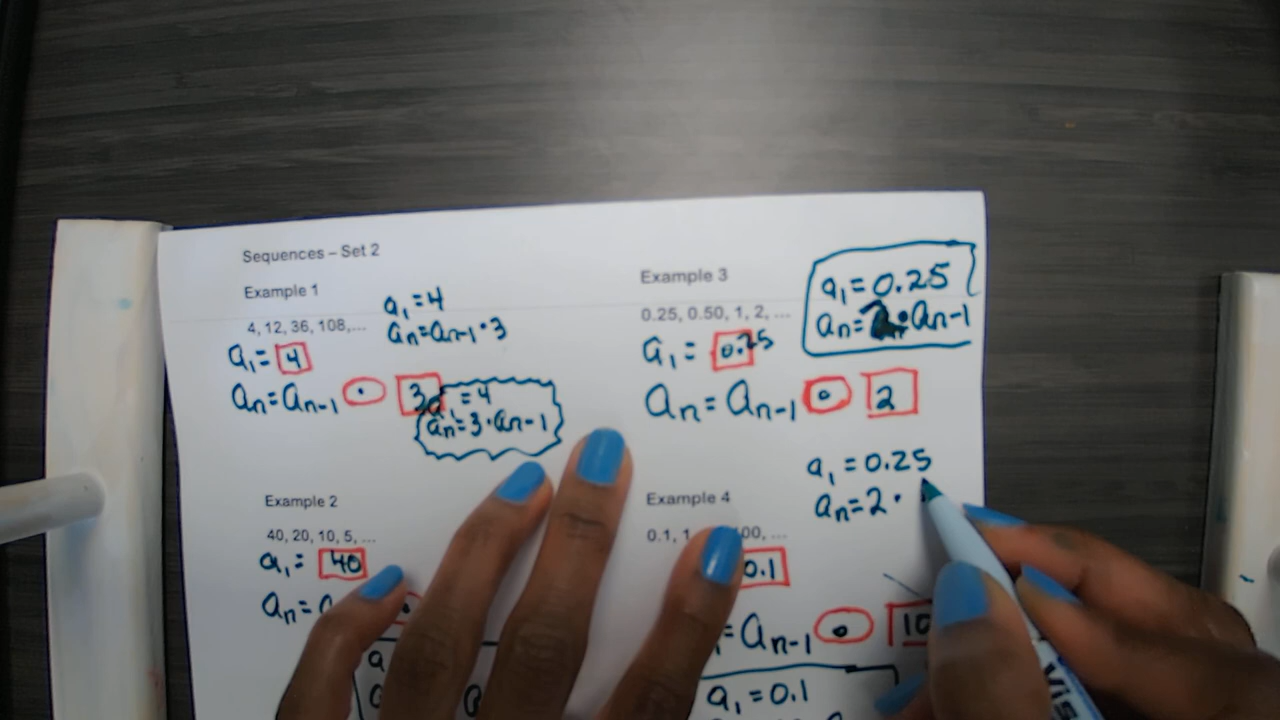 Sequences – Set 2
Example 1
4, 12, 36, 108,...
a₁ = 4
aₙ=aₙ₋₁·3
a₁= 4
aₙ=aₙ₋₁ · 3
= 4
aₙ=3·aₙ-1
Example 2
40, 20, 10, 5, ...
a₁= 40
aₙ=
Example 3
0.25, 0.50, 1, 2, ...
a₁ = 0.25
aₙ = aₙ₋₁ · 2
a₁ = 0.25
aₙ= ·aₙ-1
a₁ = 0.25
aₙ=2·
Example 4
0.1, 1 00, ...
0.1
=aₙ₋₁ · 10
a₁ = 0.1
Vis